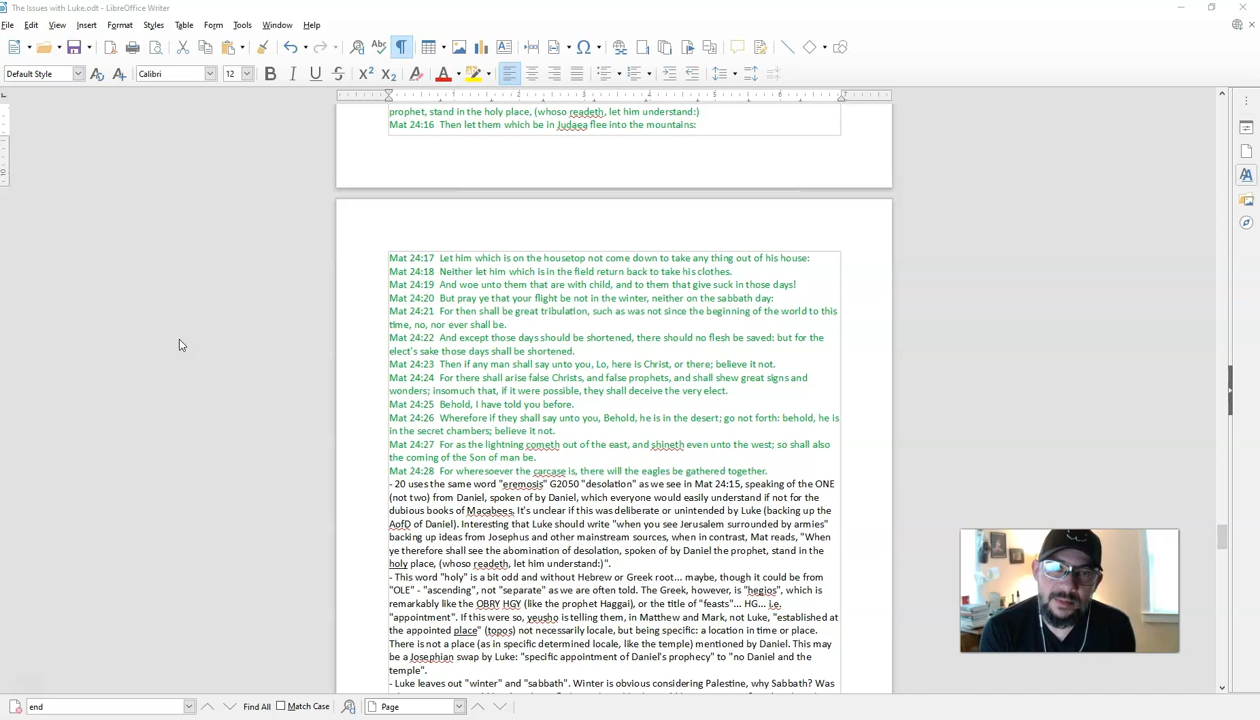 The Issues with Luke.odt - LibreOffice Writer
File Edit View Insert Format Styles Table Form Tools Window Help
Default Style Calibri 12
1 2 3 4 5 6 7
prophet, stand in the holy place, (whoso readeth, let him understand:)
Mat 24:16 Then let them which be in Judaea flee into the mountains:
Mat 24:17 Let him which is on the housetop not come down to take any thing out of his house:
Mat 24:18 Neither let him which is in the field return back to take his clothes.
Mat 24:19 And woe unto them that are with child, and to them that give suck in those days!
Mat 24:20 But pray ye that your flight be not in the winter, neither on the sabbath day:
Mat 24:21 For then shall be great tribulation, such as was not since the beginning of the world to this
time, no, nor ever shall be.
Mat 24:22 And except those days should be shortened, there should no flesh be saved: but for the
elect's sake those days shall be shortened.
Mat 24:23 Then if any man shall say unto you, Lo, here is Christ, or there; believe it not.
Mat 24:24 For there shall arise false Christs, and false prophets, and shall shew great signs and
wonders; insomuch that, if it were possible, they shall deceive the very elect.
Mat 24:25 Behold, I have told you before.
Mat 24:26 Wherefore if they shall say unto you, Behold, he is in the desert; go not forth: behold, he is
in the secret chambers; believe it not.
Mat 24:27 For as the lightning cometh out of the east, and shineth even unto the west; so shall also
the coming of the Son of man be.
Mat 24:28 For wheresoever the carcase is, there will the eagles be gathered together.
- 20 uses the same word "eremosis" G2050 "desolation" as we see in Mat 24:15, speaking of the ONE
(not two) from Daniel, spoken of by Daniel, which everyone would easily understand if not for the
dubious books of Macabees. It's unclear if this was deliberate or unintended by Luke (backing up the
AofD of Daniel). Interesting that Luke should write "when you see Jerusalem surrounded by armies"
backing up ideas from Josephus and other mainstream sources, when in contrast, Mat reads, "When
ye therefore shall see the abomination of desolation, spoken of by Daniel the prophet, stand in the
holy place, (whoso readeth, let him understand:)".
- This word "holy" is a bit odd and without Hebrew or Greek root... maybe, though it could be from
"OLE" - "ascending", not "separate" as we are often told. The Greek, however, is "hegios", which is
remarkably like the OBRY HGY (like the prophet Haggai), or the title of "feasts"... HG... i.e.
"appointment". If this were so, yeusho is telling them, in Matthew and Mark, not Luke, "established at
the appointed place" (topos) not necessarily locale, but being specific: a location in time or place.
There is not a place (as in specific determined locale, like the temple) mentioned by Daniel. This may
be a Josephian swap by Luke: "specific appointment of Daniel's prophecy" to "no Daniel and the
temple".
- Luke leaves out "winter" and "sabbath". Winter is obvious considering Palestine, why Sabbath? Was
end Find All Match Case Page